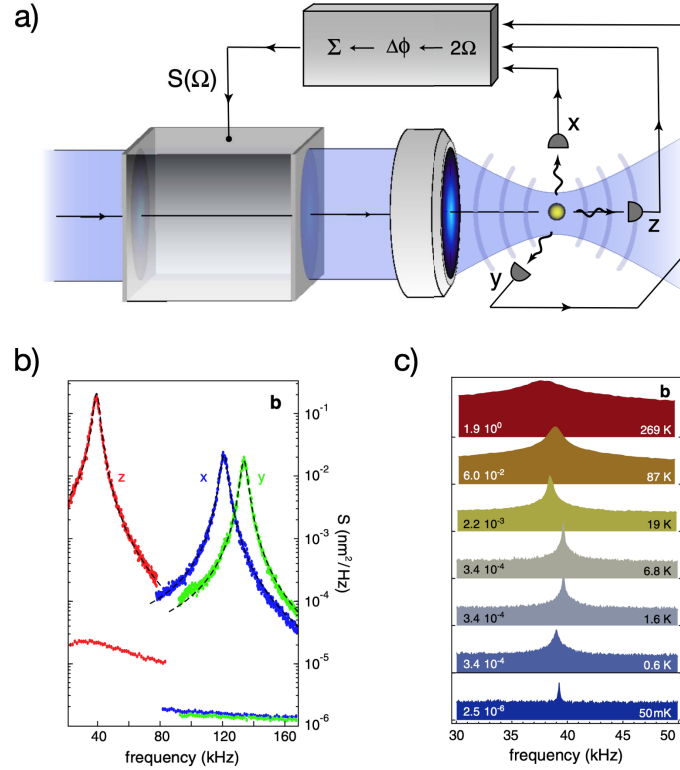 a)
Σ ← Δϕ ← 2Ω
S(Ω)
x
z
y
b)
b
10⁻¹
10⁻²
10⁻³
10⁻⁴
10⁻⁵
10⁻⁶
S (nm²/Hz)
z
x
y
40
80
120
160
frequency (kHz)
c)
b
1.9 10⁰
269 K
6.0 10⁻²
87 K
2.2 10⁻³
19 K
3.4 10⁻⁴
6.8 K
3.4 10⁻⁴
1.6 K
3.4 10⁻⁴
0.6 K
2.5 10⁻⁶
50mK
30
35
40
45
50
frequency (kHz)